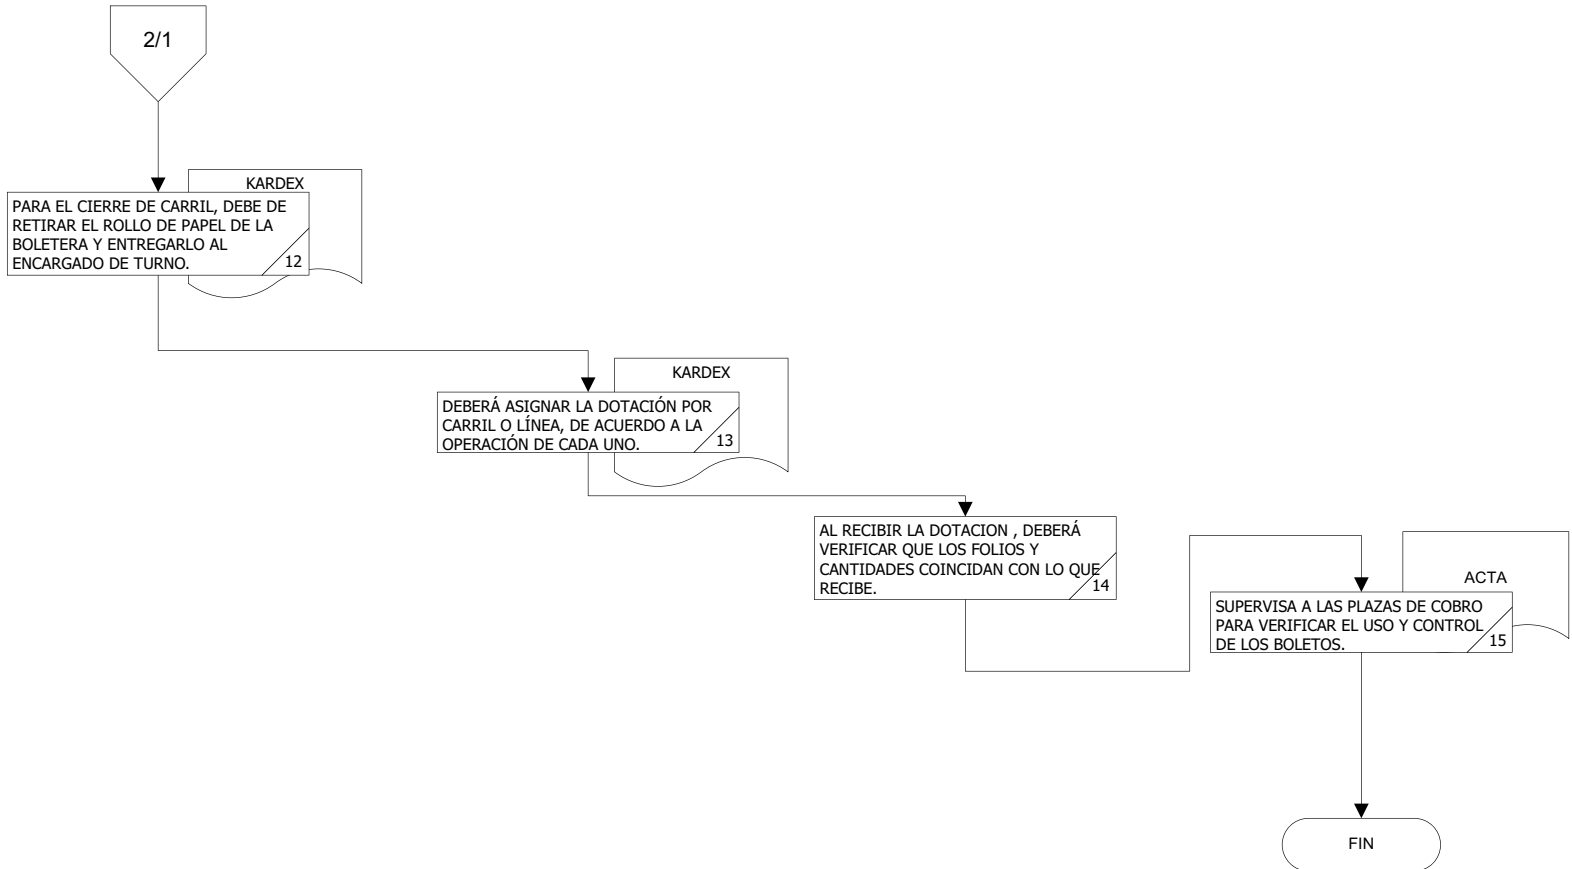 2/1
KARDEX
PARA EL CIERRE DE CARRIL, DEBE DE
RETIRAR EL ROLLO DE PAPEL DE LA
BOLETERA Y ENTREGARLO AL
ENCARGADO DE TURNO.
12
KARDEX
DEBERÁ ASIGNAR LA DOTACIÓN POR
CARRIL O LÍNEA, DE ACUERDO A LA
OPERACIÓN DE CADA UNO.
13
AL RECIBIR LA DOTACION , DEBERÁ
VERIFICAR QUE LOS FOLIOS Y
CANTIDADES COINCIDAN CON LO QUE
RECIBE.
14
ACTA
SUPERVISA A LAS PLAZAS DE COBRO
PARA VERIFICAR EL USO Y CONTROL
DE LOS BOLETOS.
15
FIN